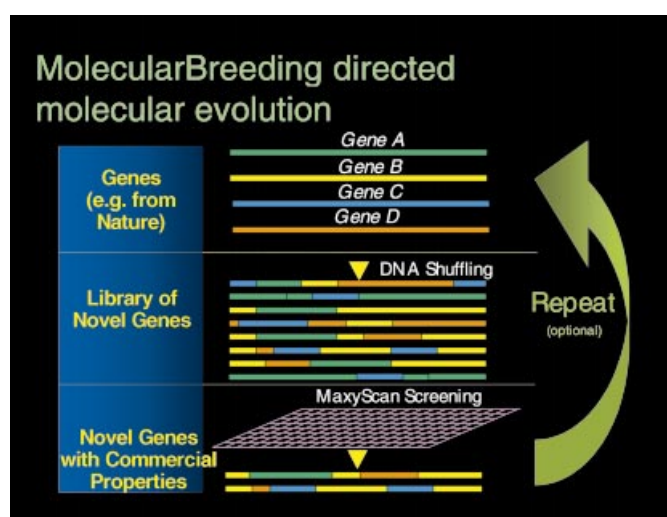 MolecularBreeding directed
molecular evolution
Genes
(e.g. from
Nature)
Gene A
Gene B
Gene C
Gene D
DNA Shuffling
Library of
Novel Genes
Repeat
(optional)
MaxyScan Screening
Novel Genes
with Commercial
Properties